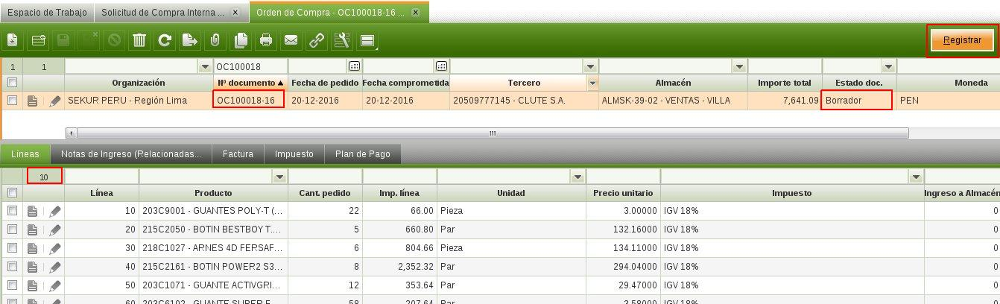 Espacio de Trabajo Solicitud de Compra Interna ... x Orden de Compra - OC100018-16 ... x
Registrar
1 1 OC100018
Organización Nº documento Fecha de pedido Fecha comprometida Tercero Almacén Importe total Estado doc. Moneda
SEKUR PERU - Región Lima OC100018-16 20-12-2016 20-12-2016 20509777145 - CLUTE S.A. ALMSK-39-02 - VENTAS - VILLA 7,641.09 Borrador PEN
Líneas Notas de Ingreso (Relacionadas... Factura Impuesto Plan de Pago
10
Línea Producto Cant. pedido Imp. línea Unidad Precio unitario Impuesto Ingreso a Almacén
10 203C9001 - GUANTES POLY-T (... 22 66.00 Pieza 3.00000 IGV 18% 0
20 215C2050 - BOTIN BESTBOY T.... 5 660.80 Par 132.16000 IGV 18% 0
30 218C1027 - ARNES 4D FERSAF... 6 804.66 Pieza 134.11000 IGV 18% 0
40 215C2161 - BOTIN POWER2 S3... 8 2,352.32 Par 294.04000 IGV 18% 0
50 203C1071 - GUANTE ACTIVGRI... 12 353.64 Par 29.47000 IGV 18% 0
60 203C6102 - GUANTE SUPER F... 58 207.64 Par 3.58000 IGV 18% 0